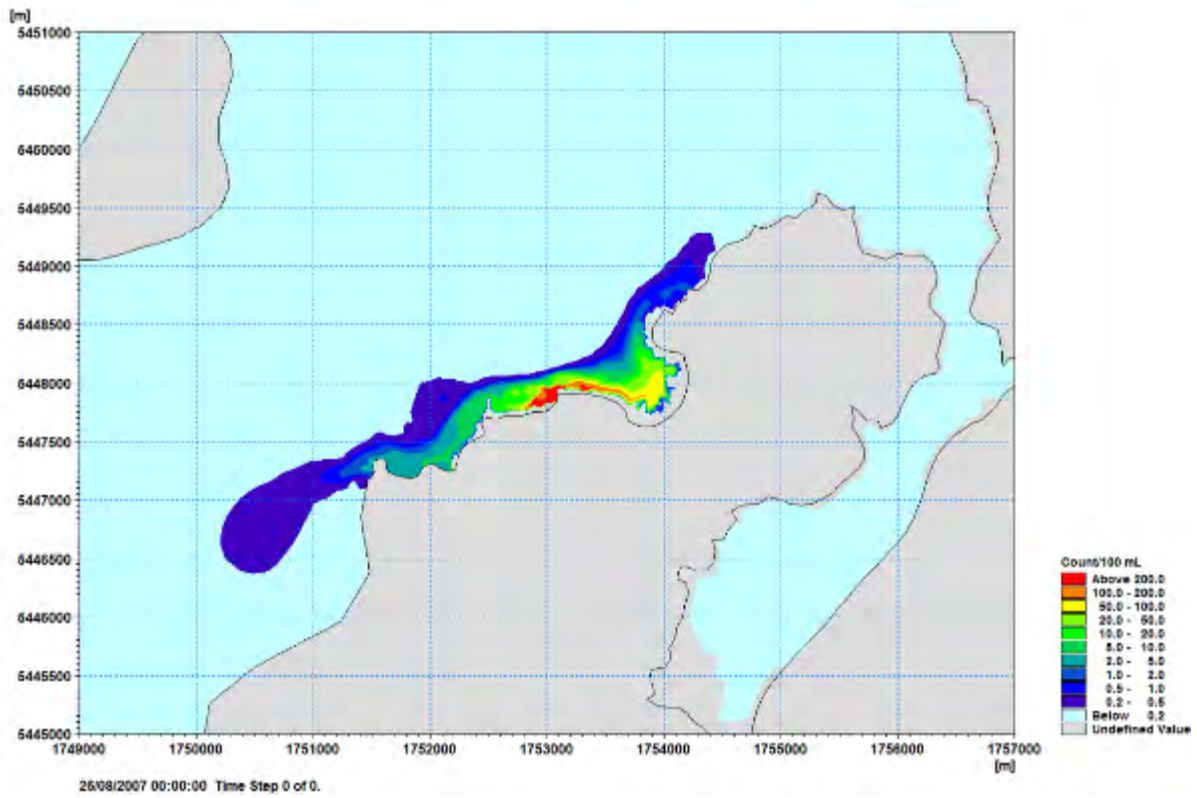 [m]
5451000
5450500
5450000
5449500
5449000
5448500
5448000
5447500
5447000
5446500
5446000
5445500
5445000
1749000 1750000 1751000 1752000 1753000 1754000 1755000 1756000 1757000
[m]
Count/100 mL
Above 200.0
100.0 - 200.0
50.0 - 100.0
20.0 - 50.0
10.0 - 20.0
5.0 - 10.0
2.0 - 5.0
1.0 - 2.0
0.5 - 1.0
0.2 - 0.5
Below 0.2
Undefined Value
26/08/2007 00:00:00 Time Step 0 of 0.